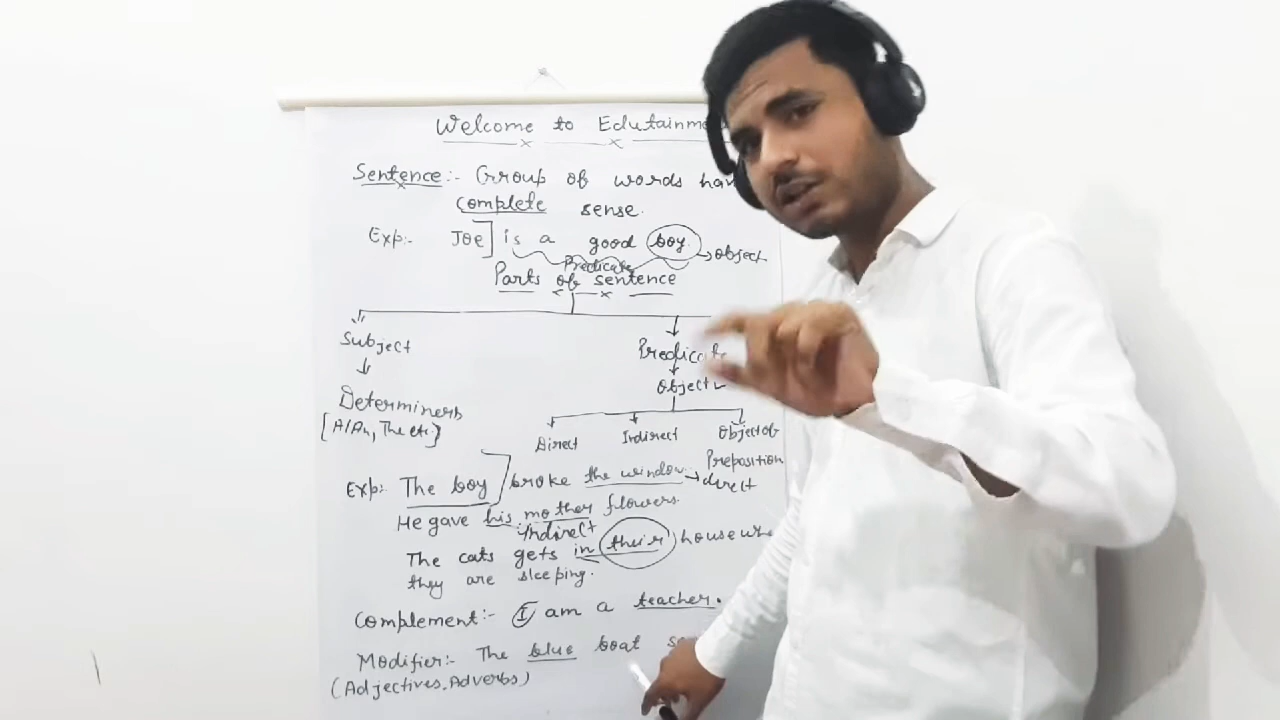 Welcome to Edutainme
Sentence:- Group of words hav
complete sense.
Exp:- Joe] is a good boy. → object
Predicate
Parts of sentence
Subject
Predicate
Object
Determiners
[A/An, The etc]
Direct Indirect Object of
Preposition
Exp:- The boy broke the window → direct
He gave his mother flowers
Indirect
The cats gets in their house whe
they are sleeping.
Complement:- I am a teacher.
Modifier:- The blue boat s
(Adjectives, Adverbs)